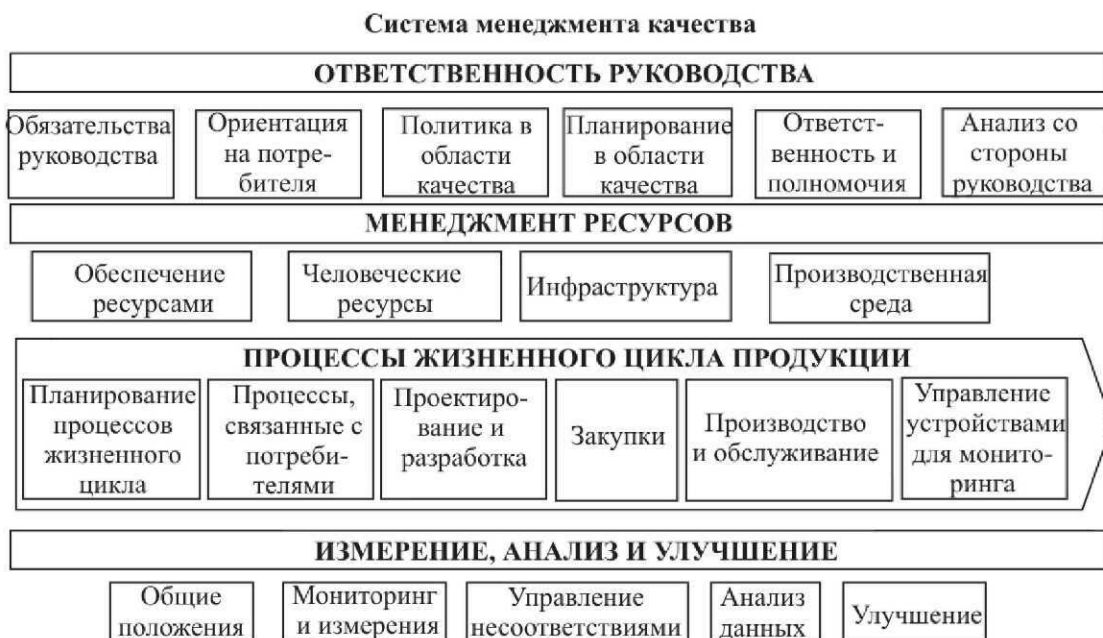 Система менеджмента качества
ОТВЕТСТВЕННОСТЬ РУКОВОДСТВА
Обязательства
руководства
Ориентация
на потре-
бителя
Политика в
области
качества
Планирование
в области
качества
Ответст-
венность и
полномочия
Анализ со
стороны
руководства
МЕНЕДЖМЕНТ РЕСУРСОВ
Обеспечение
ресурсами
Человеческие
ресурсы
Инфраструктура
Производственная
среда
ПРОЦЕССЫ ЖИЗНЕННОГО ЦИКЛА ПРОДУКЦИИ
Планирование
процессов
жизненного
цикла
Процессы,
связанные с
потреби-
телями
Проектиро-
вание и
разработка
Закупки
Производство
и обслуживание
Управление
устройствами
для монито-
ринга
ИЗМЕРЕНИЕ, АНАЛИЗ И УЛУЧШЕНИЕ
Общие
положения
Мониторинг
и измерения
Управление
несоответствиями
Анализ
данных
Улучшение